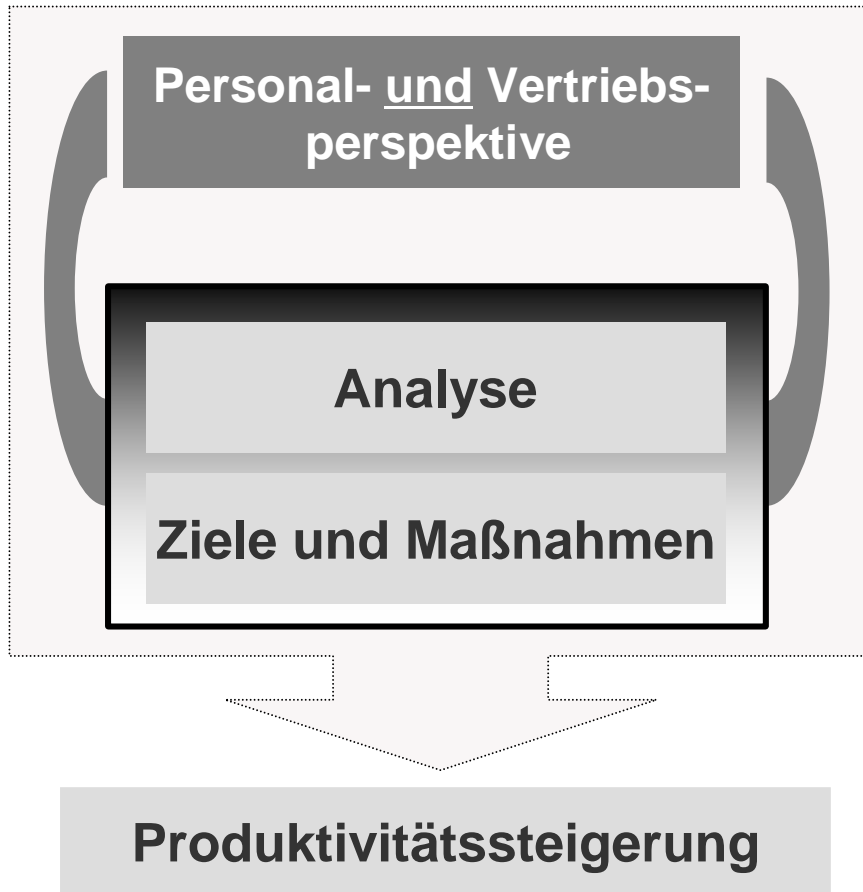 Personal- und Vertriebs-
perspektive
Analyse
Ziele und Maßnahmen
Produktivitätssteigerung